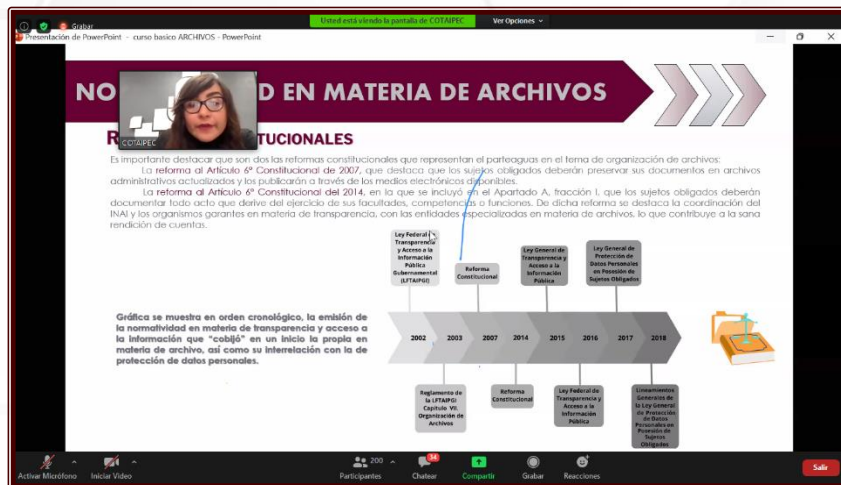 Usted está viendo la pantalla de COTAIPEC
Ver Opciones
Grabar
Presentación de PowerPoint - curso basico ARCHIVOS - PowerPoint
NO D EN MATERIA DE ARCHIVOS
COTAIPEC
R TUCIONALES
Es importante destacar que son dos las reformas constitucionales que representan el parteaguas en el tema de organización de archivos:
La reforma al Artículo 6º Constitucional de 2007, que destaca que los sujetos obligados deberán preservar sus documentos en archivos
administrativos actualizados y los publicarán a través de los medios electrónicos disponibles.
La reforma al Artículo 6º Constitucional del 2014, en la que se incluyó en el Apartado A, fracción I, que los sujetos obligados deberán
documentar todo acto que derive del ejercicio de sus facultades, competencias o funciones. De dicha reforma se destaca la coordinación del
INAI y los organismos garantes en materia de transparencia, con las entidades especializadas en materia de archivos, lo que contribuye a la sana
rendición de cuentas.
Ley Federal de
Transparencia
y Acceso a la
Información
Pública
Gubernamental
(LFTAIPGI)
Reforma
Constitucional
Ley General de
Transparencia y
Acceso a la
Información
Pública
Ley General de
Protección de
Datos Personales
en Posesión de
Sujetos Obligados
Gráfica se muestra en orden cronológico, la emisión de
la normatividad en materia de transparencia y acceso a
la información que "cobijó" en un inicio la propia en
materia de archivo, así como su interrelación con la de
protección de datos personales.
2002 2003 2007 2014 2015 2016 2017 2018
Reglamento de
la LFTAIPGI
Capítulo VII.
Organización de
Archivos
Reforma
Constitucional
Ley Federal de
Transparencia y
Acceso a la
Información
Pública
Lineamientos
Generales de
la Ley General
de Protección
de Datos
Personales en
Posesión de
Sujetos
Obligados
Activar Micrófono
Iniciar Video
200
Participantes
34
Chatear
Compartir
Grabar
Reacciones
Salir